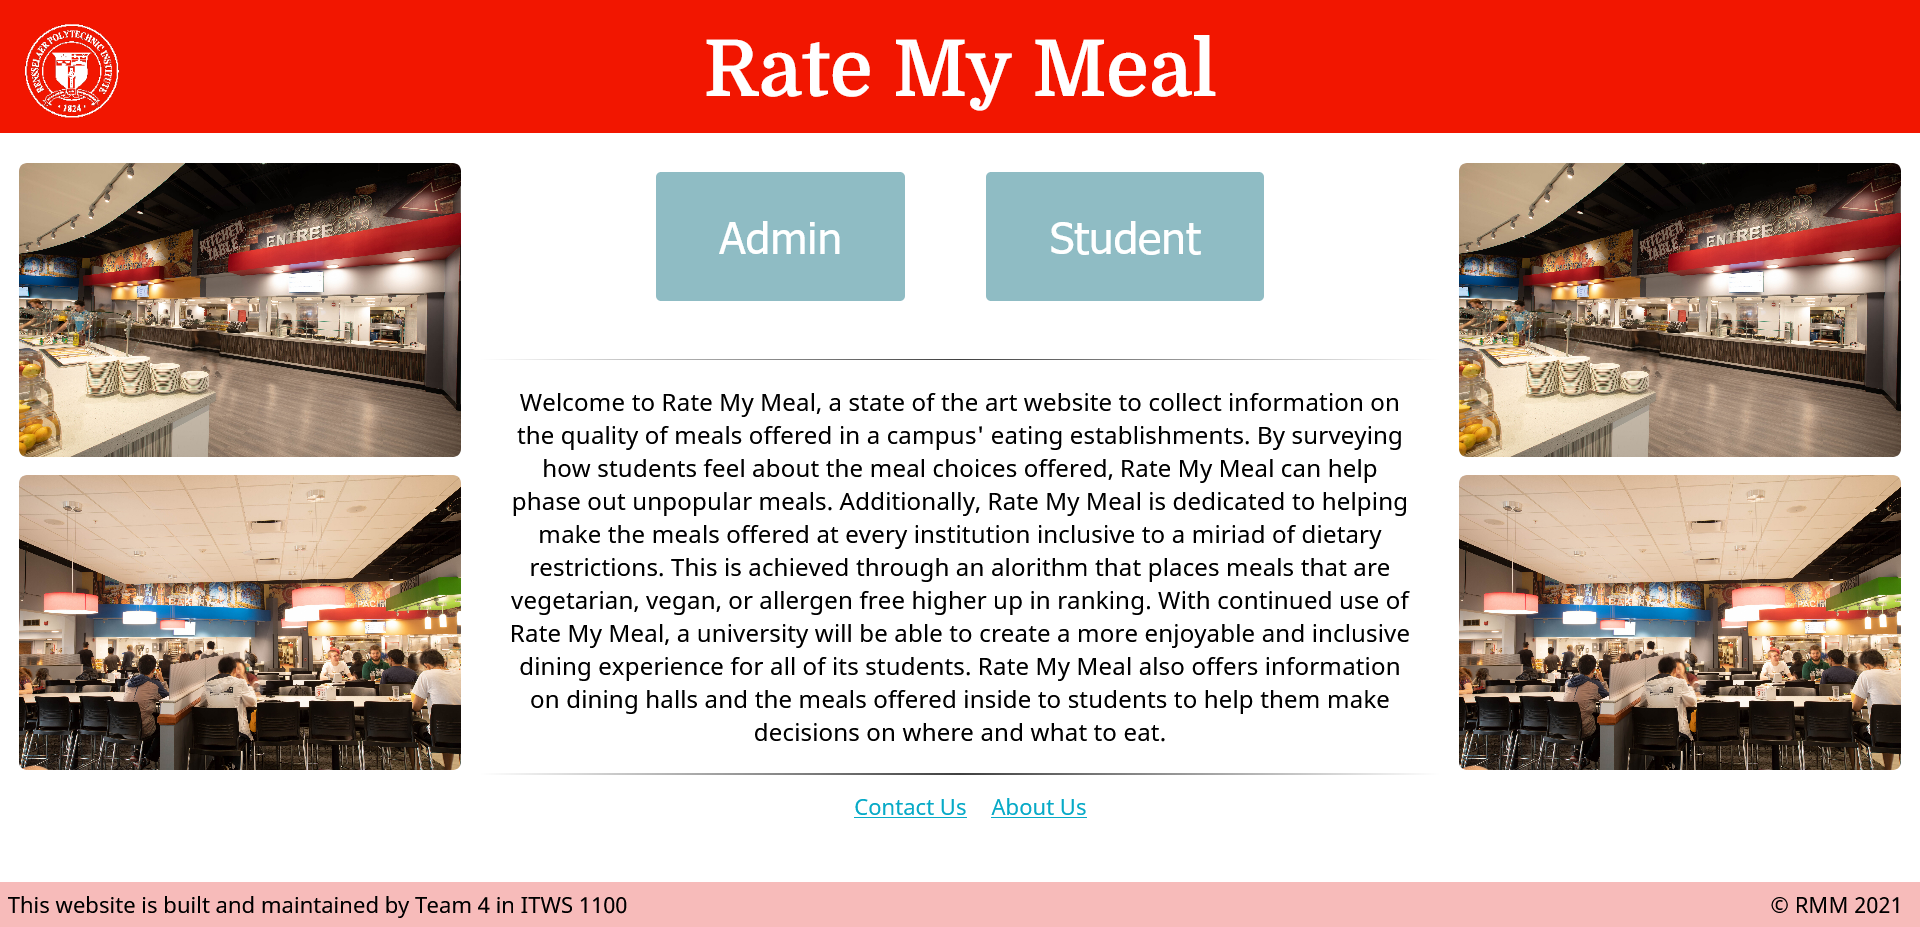 RENSSELAER POLYTECHNIC INSTITUTE
1824
Rate My Meal
KITCHEN TABLE
GOOD
ENTREE
Admin
Student
KITCHEN TABLE
GOOD
ENTREE
Welcome to Rate My Meal, a state of the art website to collect information on
the quality of meals offered in a campus' eating establishments. By surveying
how students feel about the meal choices offered, Rate My Meal can help
phase out unpopular meals. Additionally, Rate My Meal is dedicated to helping
make the meals offered at every institution inclusive to a miriad of dietary
restrictions. This is achieved through an alorithm that places meals that are
vegetarian, vegan, or allergen free higher up in ranking. With continued use of
Rate My Meal, a university will be able to create a more enjoyable and inclusive
dining experience for all of its students. Rate My Meal also offers information
on dining halls and the meals offered inside to students to help them make
decisions on where and what to eat.
Contact Us About Us
This website is built and maintained by Team 4 in ITWS 1100
© RMM 2021